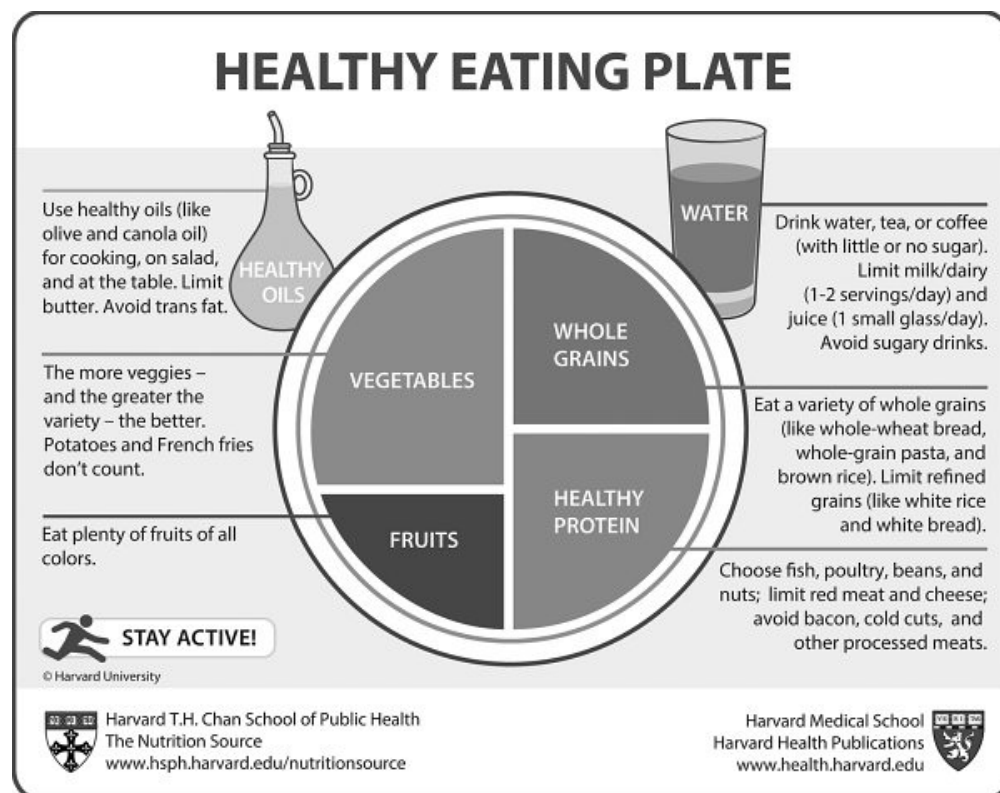 HEALTHY EATING PLATE
Use healthy oils (like
olive and canola oil)
for cooking, on salad,
and at the table. Limit
butter. Avoid trans fat.
HEALTHY
OILS
The more veggies –
and the greater the
variety – the better.
Potatoes and French fries
don't count.
Eat plenty of fruits of all
colors.
VEGETABLES
FRUITS
WHOLE
GRAINS
HEALTHY
PROTEIN
WATER
Drink water, tea, or coffee
(with little or no sugar).
Limit milk/dairy
(1-2 servings/day) and
juice (1 small glass/day).
Avoid sugary drinks.
Eat a variety of whole grains
(like whole-wheat bread,
whole-grain pasta, and
brown rice). Limit refined
grains (like white rice
and white bread).
Choose fish, poultry, beans, and
nuts; limit red meat and cheese;
avoid bacon, cold cuts, and
other processed meats.
STAY ACTIVE!
© Harvard University
Harvard T.H. Chan School of Public Health
The Nutrition Source
www.hsph.harvard.edu/nutritionsource
Harvard Medical School
Harvard Health Publications
www.health.harvard.edu